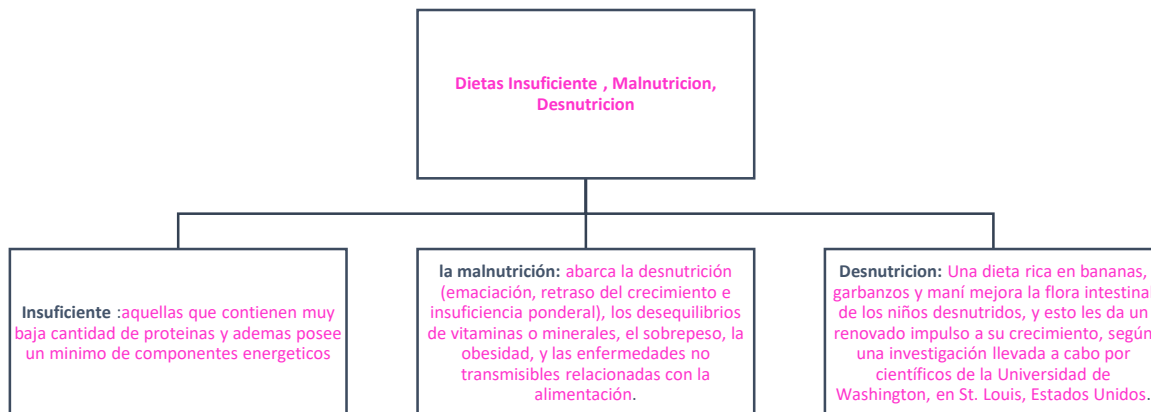 Dietas Insuficiente , Malnutricion,
Desnutricion
Insuficiente :aquellas que contienen muy
baja cantidad de proteinas y ademas posee
un minimo de componentes energeticos
la malnutrición: abarca la desnutrición
(emaciación, retraso del crecimiento e
insuficiencia ponderal), los desequilibrios
de vitaminas o minerales, el sobrepeso, la
obesidad, y las enfermedades no
transmisibles relacionadas con la
alimentación.
Desnutricion: Una dieta rica en bananas,
garbanzos y maní mejora la flora intestinal
de los niños desnutridos, y esto les da un
renovado impulso a su crecimiento, según
una investigación llevada a cabo por
científicos de la Universidad de
Washington, en St. Louis, Estados Unidos.